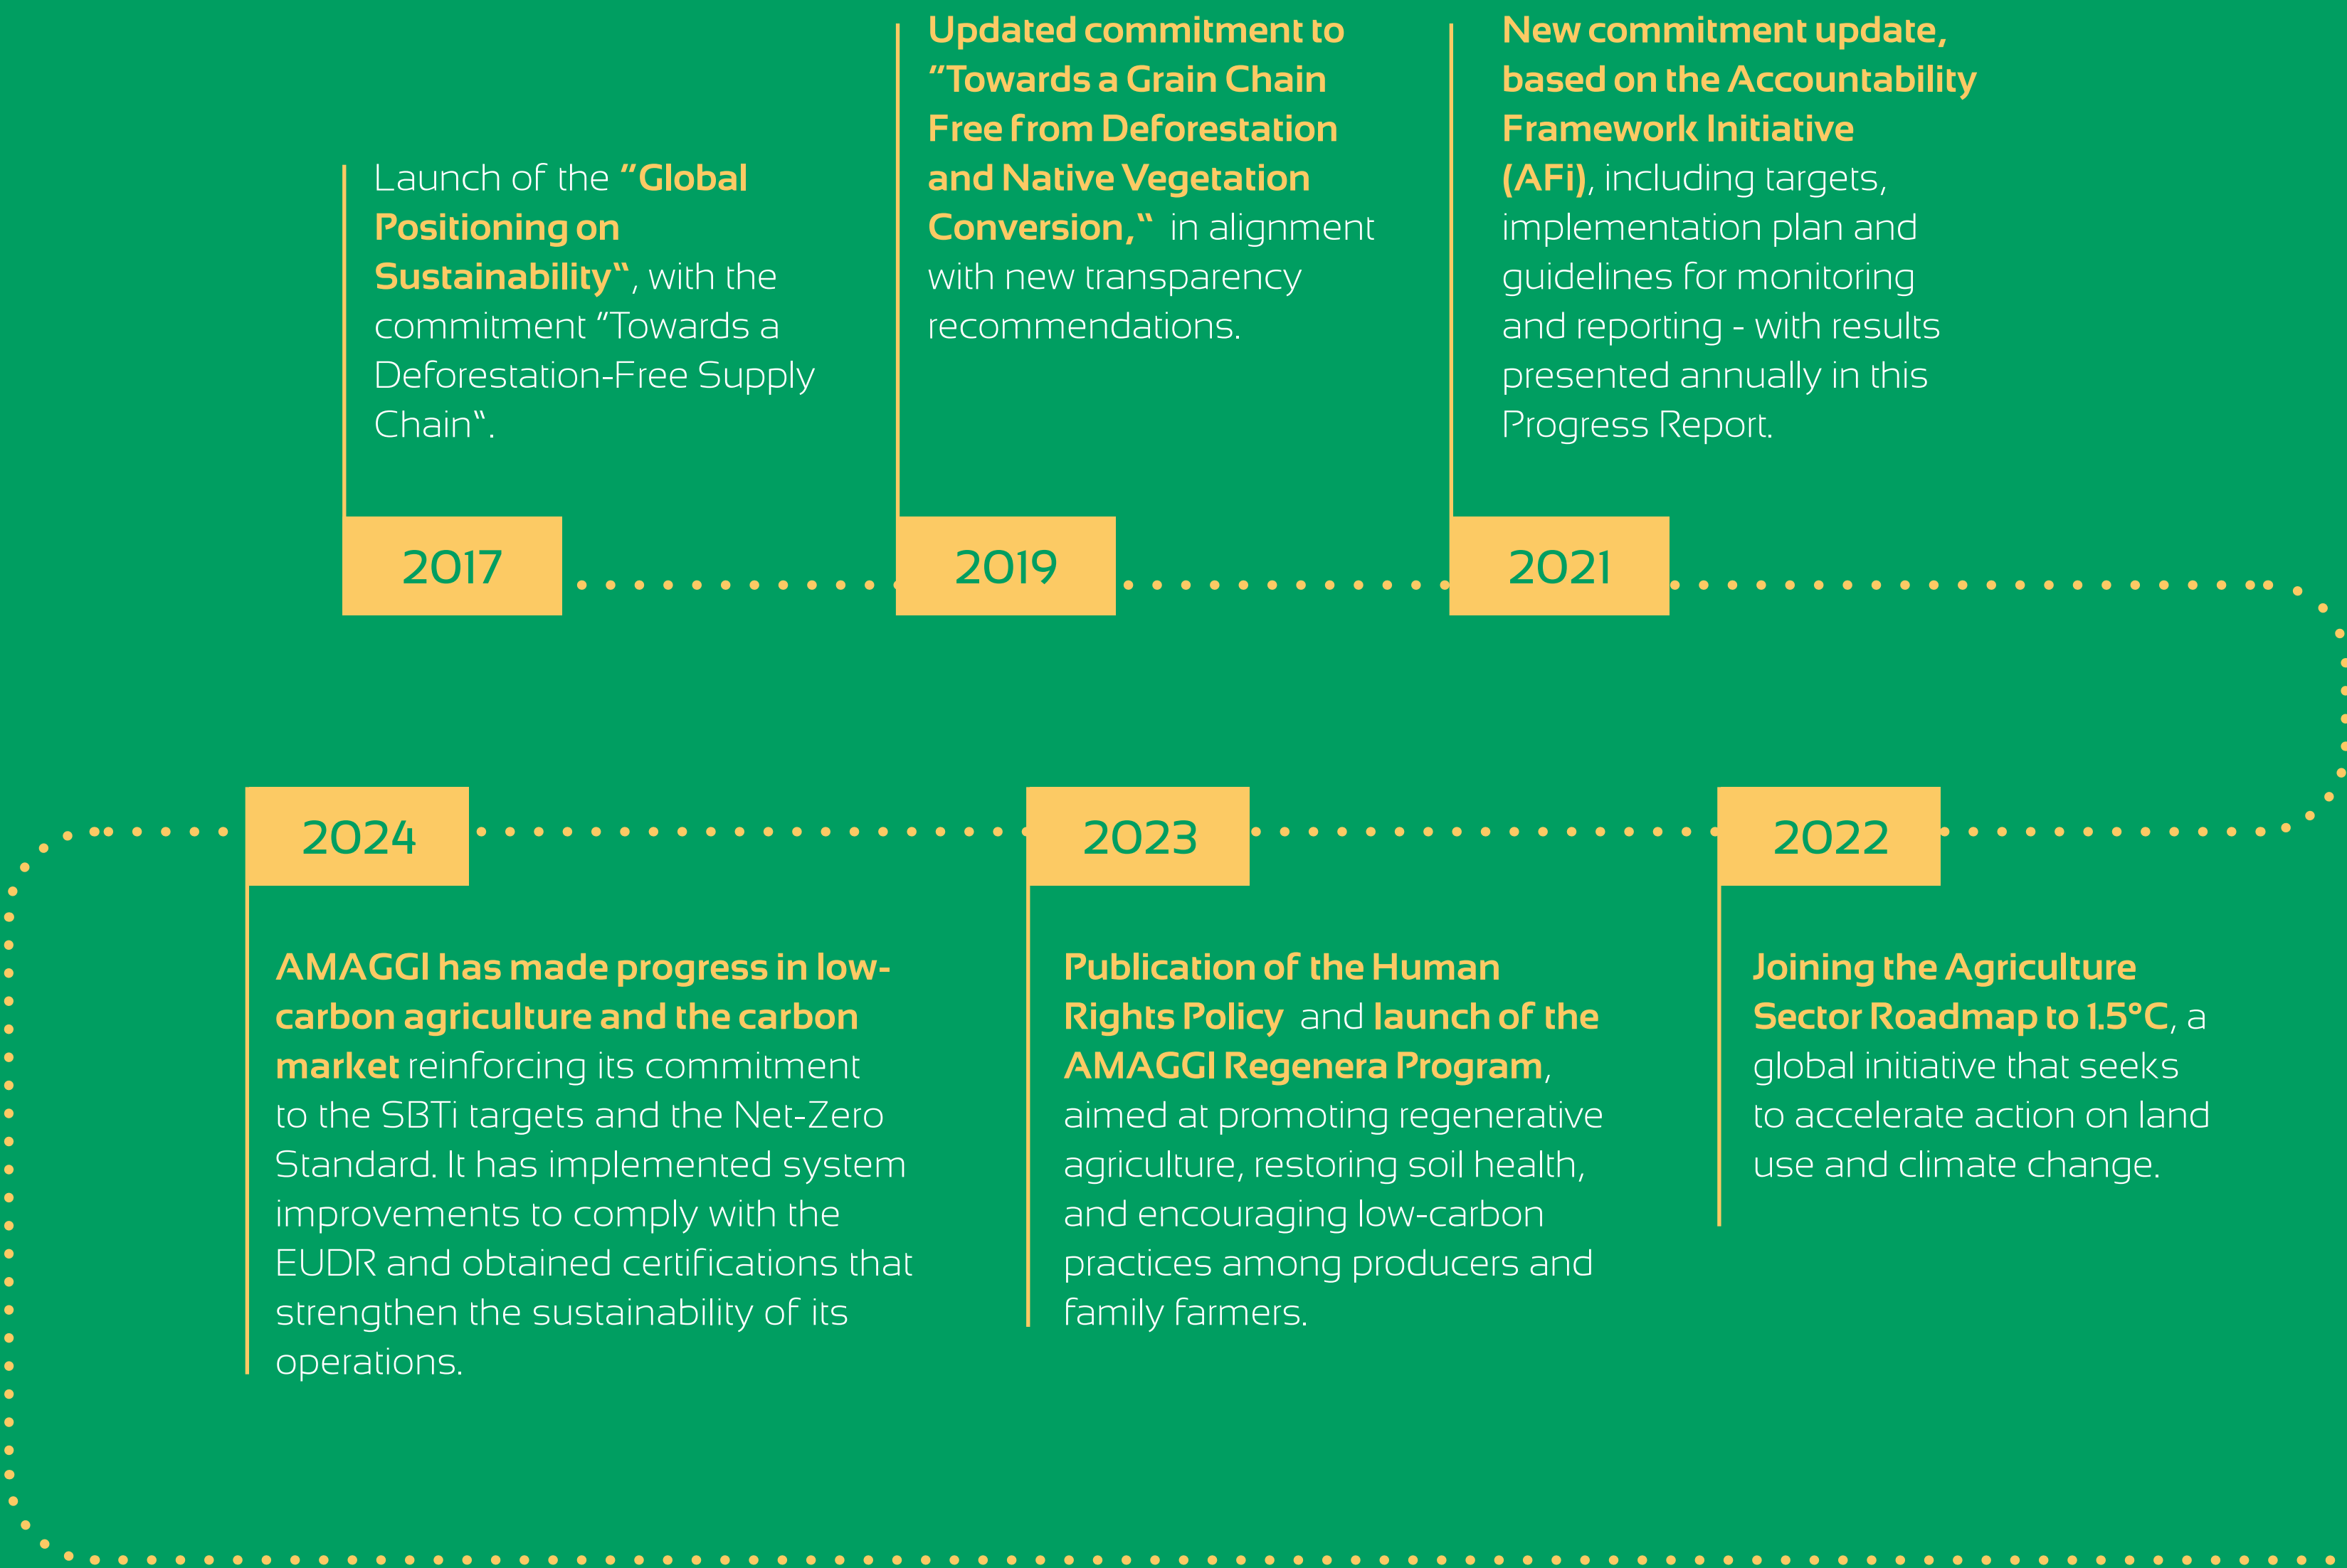 Launch of the “Global
Positioning on
Sustainability“, with the
commitment “Towards a
Deforestation-Free Supply
Chain“.
2017
Updated commitment to
“Towards a Grain Chain
Free from Deforestation
and Native Vegetation
Conversion,“ in alignment
with new transparency
recommendations.
2019
New commitment update,
based on the Accountability
Framework Initiative
(AFi), including targets,
implementation plan and
guidelines for monitoring
and reporting - with results
presented annually in this
Progress Report.
2021
2022
Joining the Agriculture
Sector Roadmap to 1.5°C, a
global initiative that seeks
to accelerate action on land
use and climate change.
2023
Publication of the Human
Rights Policy and launch of the
AMAGGI Regenera Program,
aimed at promoting regenerative
agriculture, restoring soil health,
and encouraging low-carbon
practices among producers and
family farmers.
2024
AMAGGI has made progress in low-
carbon agriculture and the carbon
market reinforcing its commitment
to the SBTi targets and the Net-Zero
Standard. It has implemented system
improvements to comply with the
EUDR and obtained certifications that
strengthen the sustainability of its
operations.